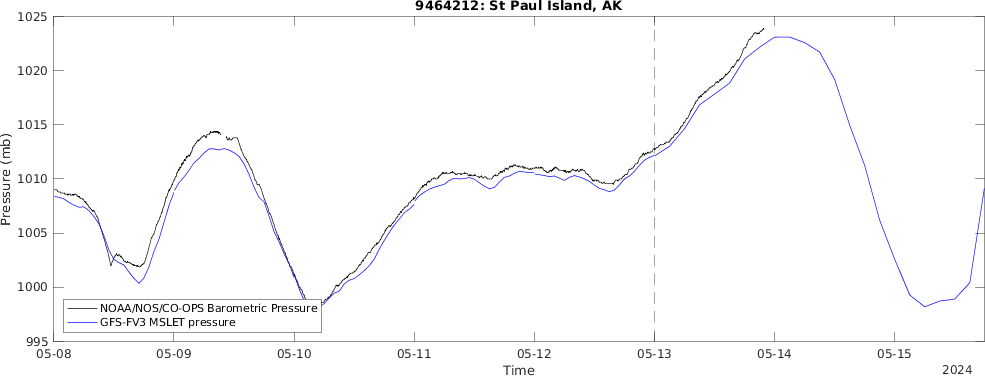 9464212: St Paul Island, AK
1025
1020
1015
1010
1005
1000
995
Pressure (mb)
NOAA/NOS/CO-OPS Barometric Pressure
GFS-FV3 MSLET pressure
05-08 05-09 05-10 05-11 05-12 05-13 05-14 05-15
Time
2024